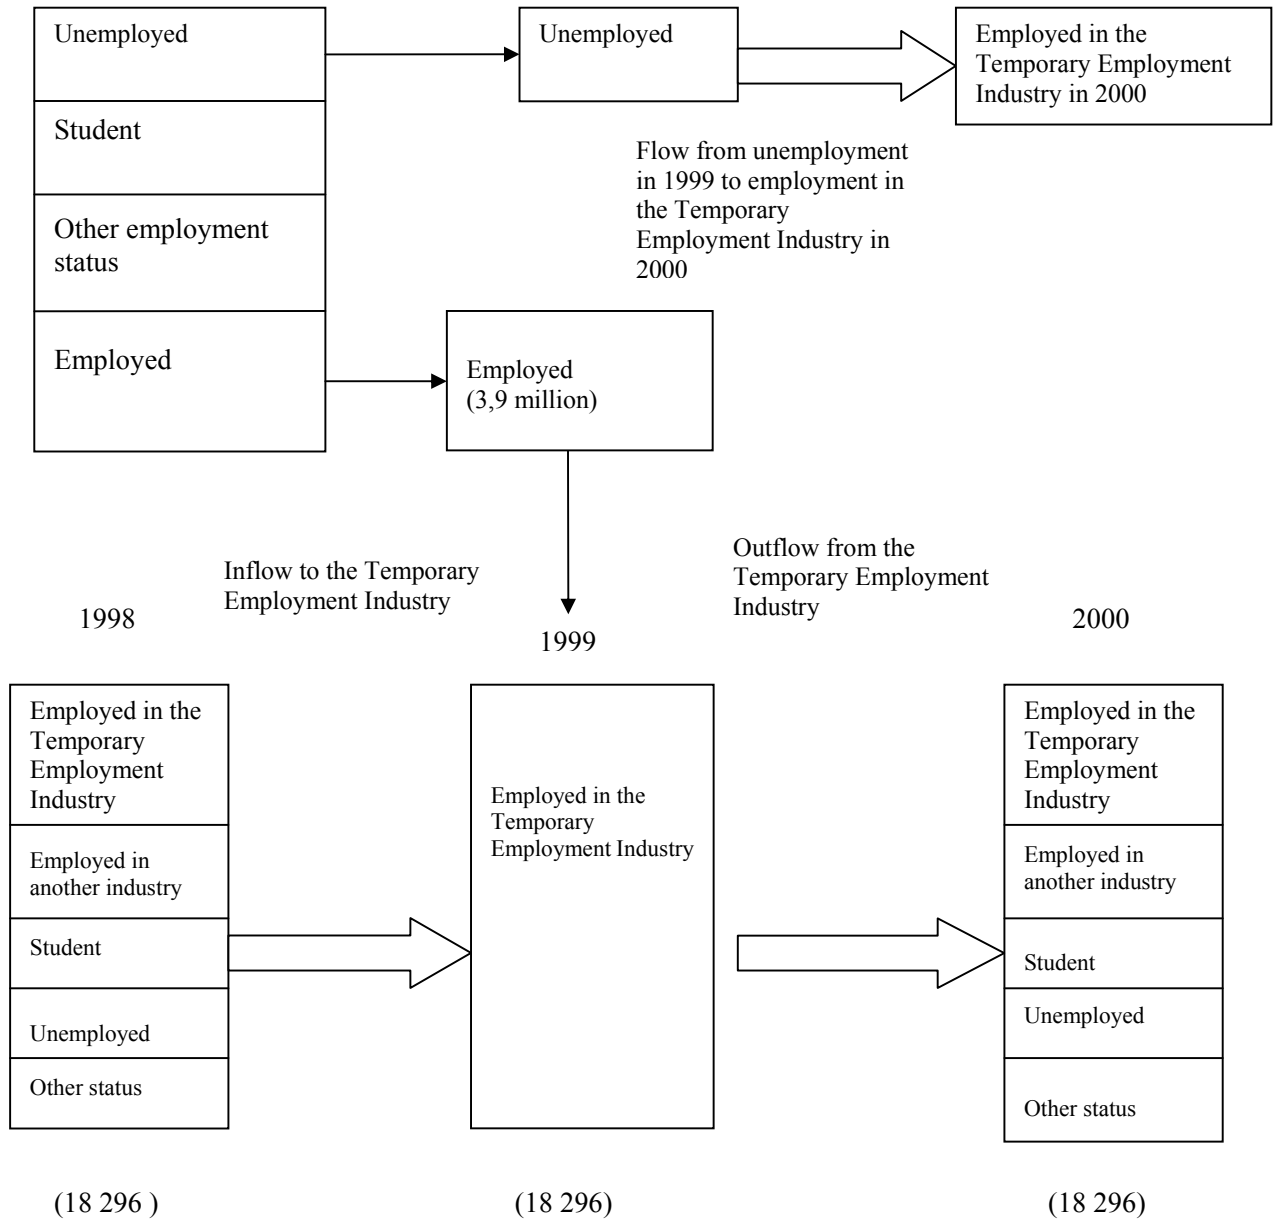 Unemployed
Student
Other employment
status
Employed
Unemployed
Employed in the
Temporary Employment
Industry in 2000
Flow from unemployment
in 1999 to employment in
the Temporary
Employment Industry in
2000
Employed
(3,9 million)
Inflow to the Temporary
Employment Industry
Outflow from the
Temporary Employment
Industry
1998
1999
2000
Employed in the
Temporary
Employment
Industry
Employed in
another industry
Student
Unemployed
Other status
Employed in the
Temporary
Employment Industry
Employed in the
Temporary
Employment
Industry
Employed in
another industry
Student
Unemployed
Other status
(18 296 )
(18 296)
(18 296)